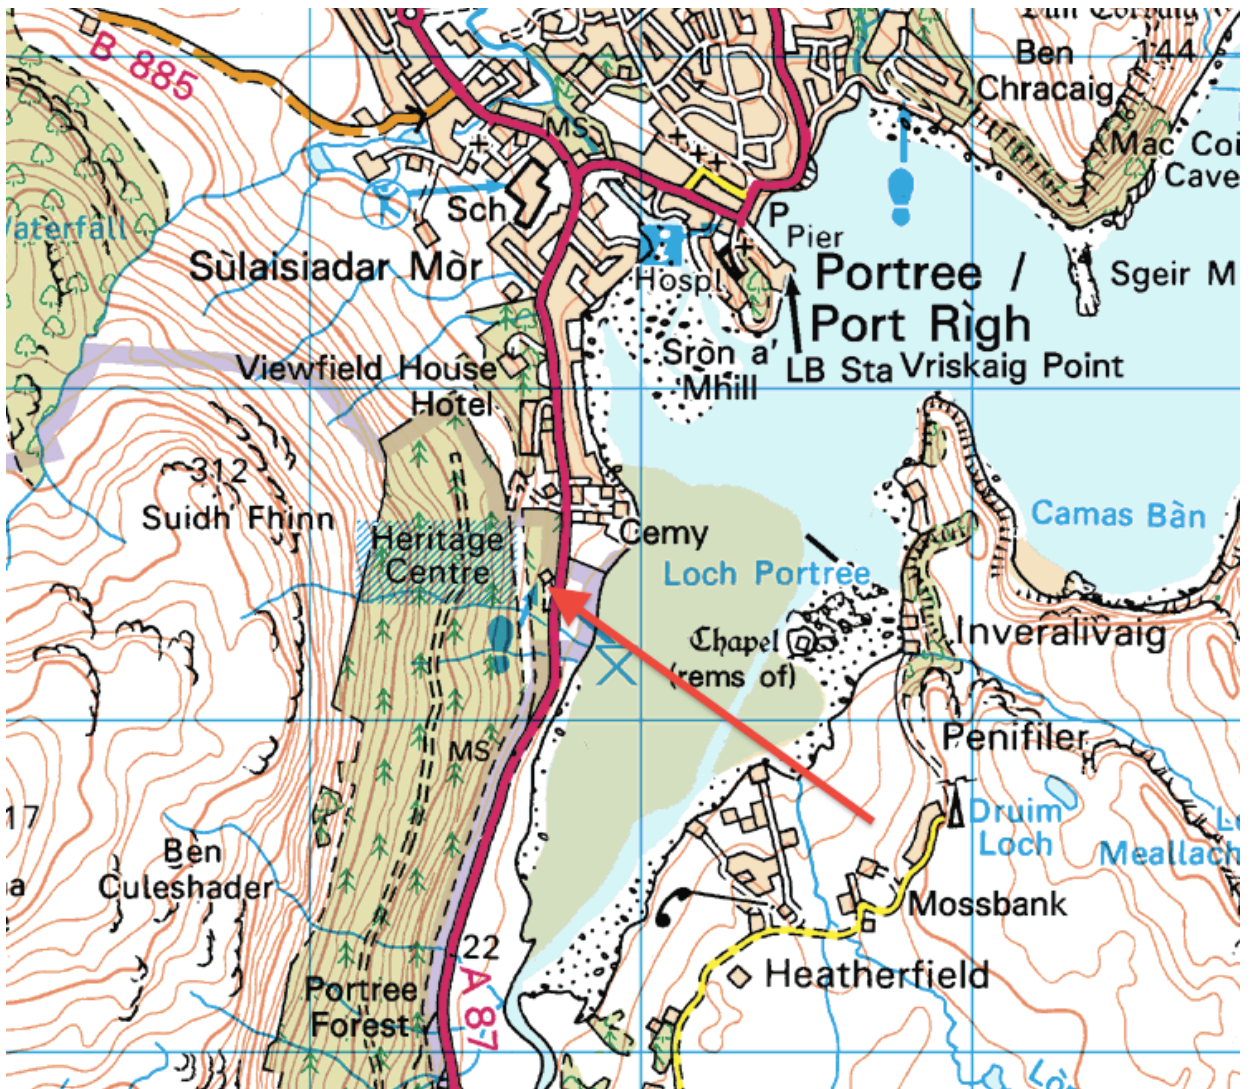 B 885
Ben
144
Chracaig
MS
Mac Coi
Cave
Sch
P
Pier
Sùlaisiadar Mòr
Hospl
Portree /
Port Rìgh
Sgeir M
Sròn a'
Mhill
LB Sta
Vriskaig Point
Viewfield House
Hotel
312
Suidh' Fhinn
Camas Bàn
Cemy
Heritage
Centre
Loch Portree
Chapel
(rems of)
Inveralivaig
Penifiler
MS
17
Druim
Loch
Meallach
Ben
Culeshader
a
Mossbank
22
A 87
Heatherfield
Portree
Forest